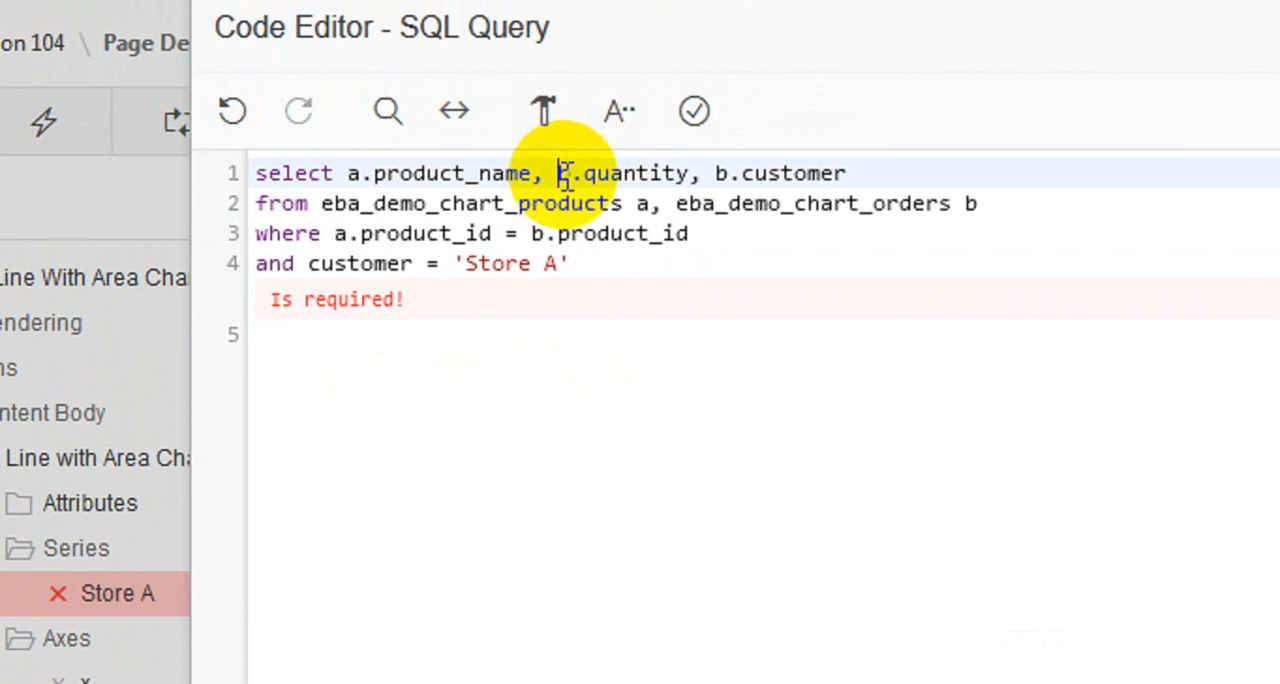 Code Editor - SQL Query
on 104 \ Page De
A··
1 select a.product_name, b.quantity, b.customer
2 from eba_demo_chart_products a, eba_demo_chart_orders b
3 where a.product_id = b.product_id
4 and customer = 'Store A'
Is required!
5
Line With Area Cha
endering
ns
ntent Body
Line with Area Cha
Attributes
Series
Store A
Axes
x